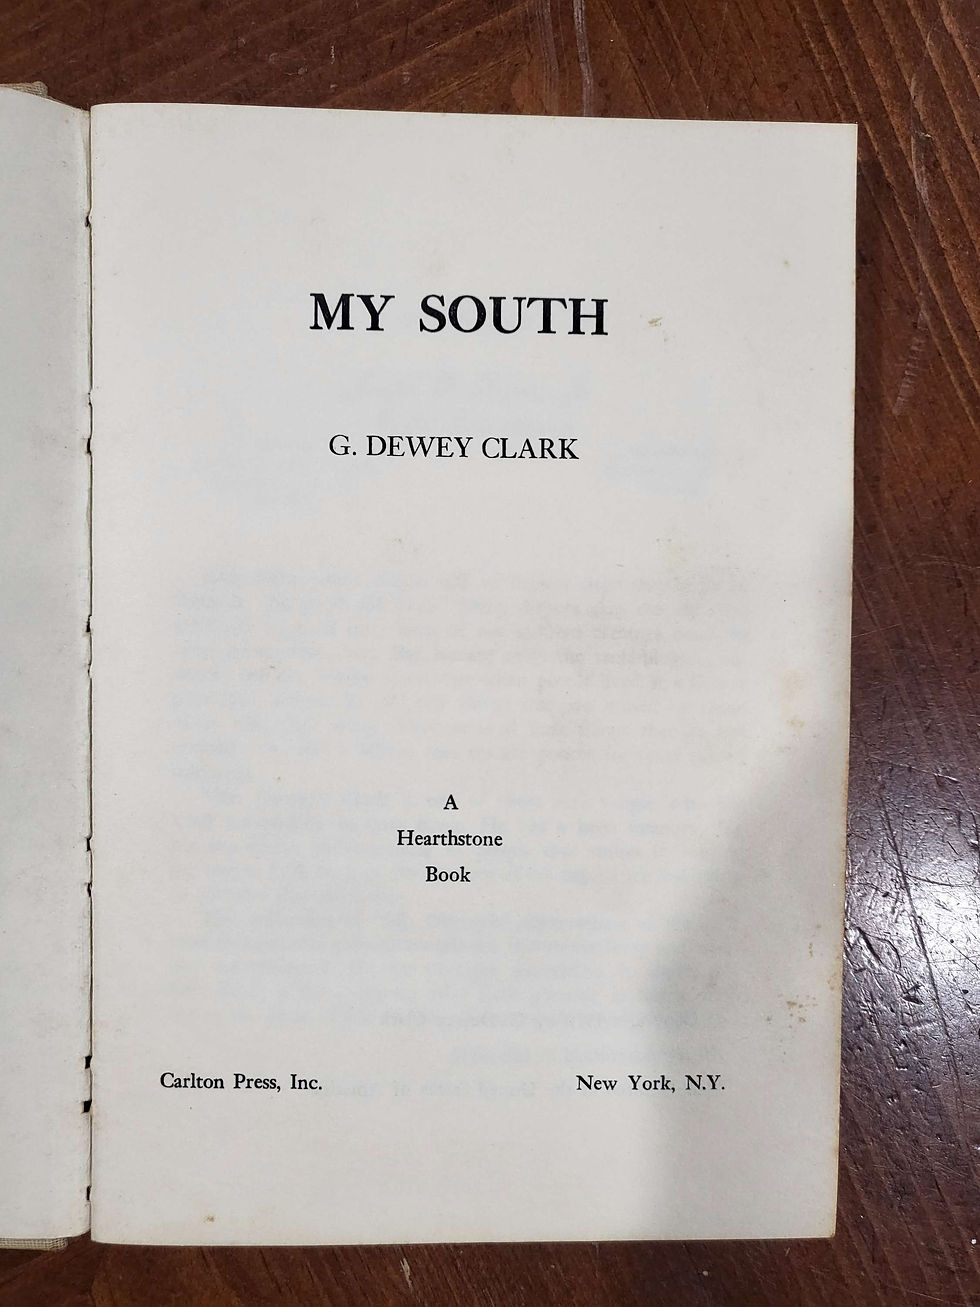 MY SOUTH
G. DEWEY CLARK
A
Hearthstone
Book
Carlton Press, Inc. New York, N.Y.